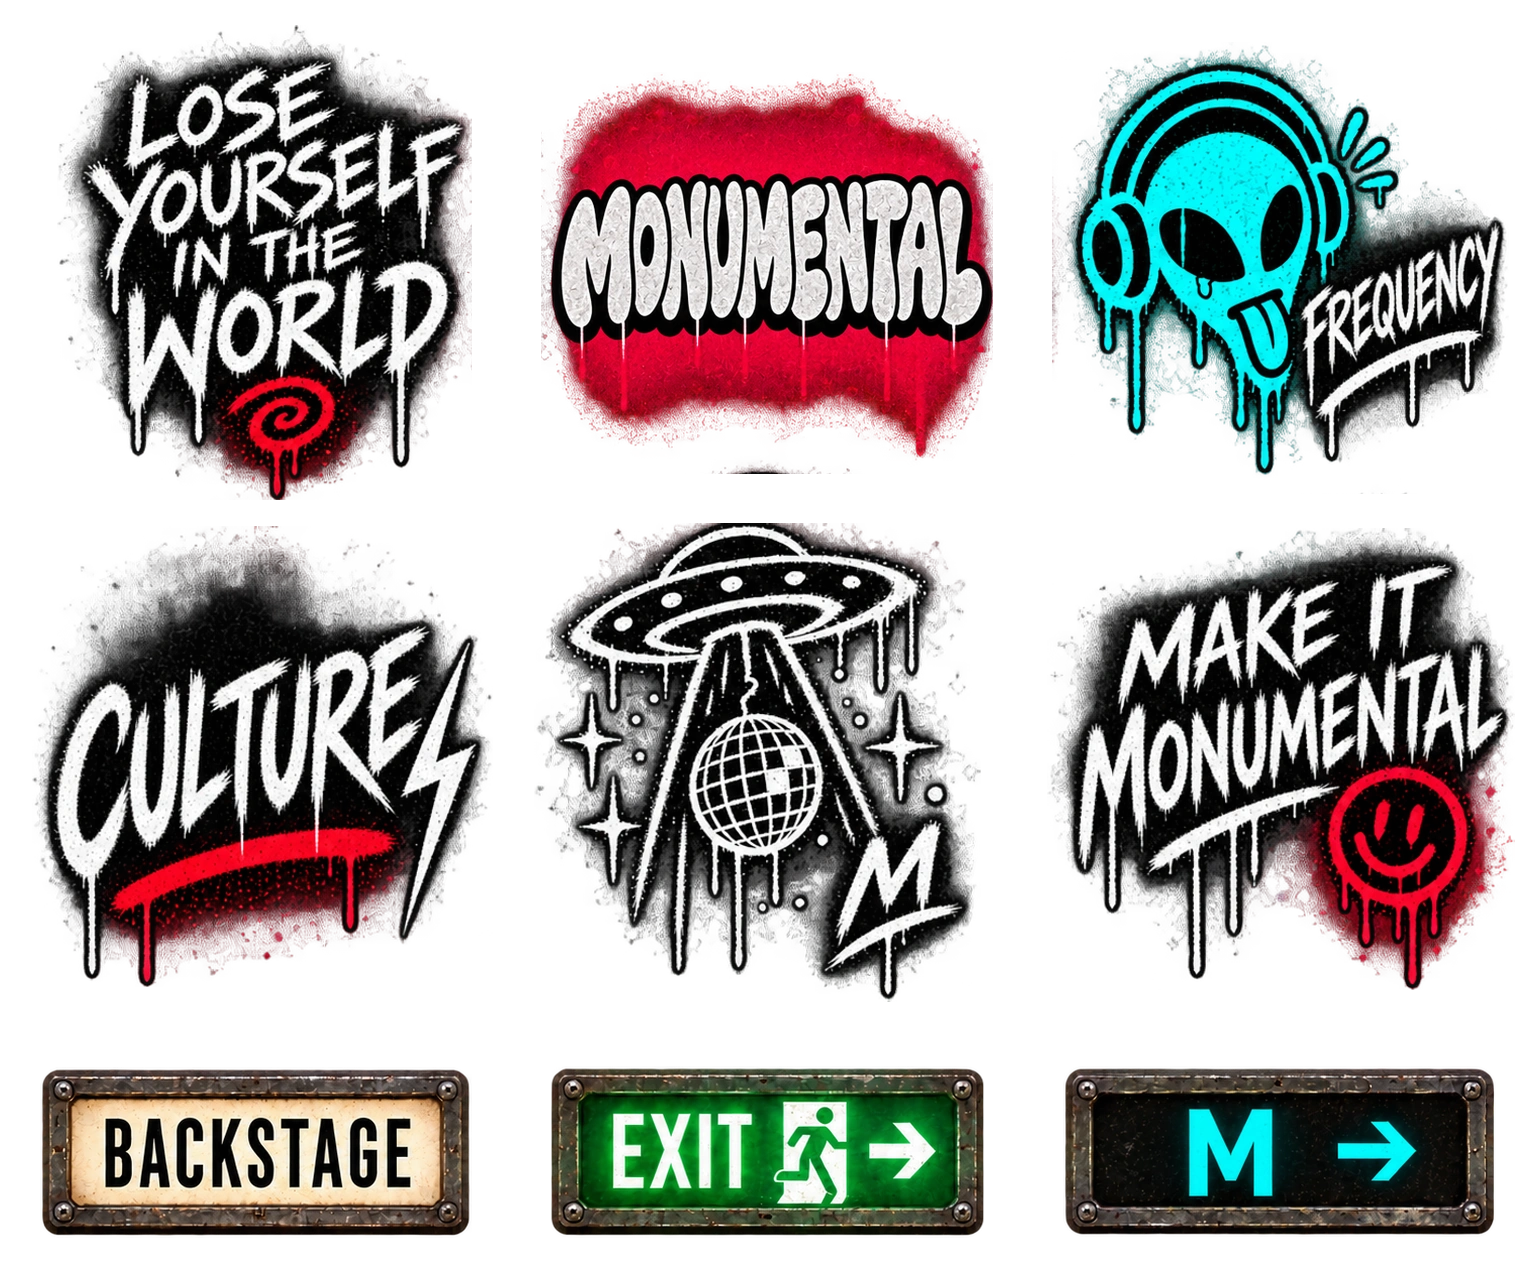 LOSE
YOURSELF
IN THE
WORLD
MONUMENTAL
FREQUENCY
CULTURE
M
MAKE IT
MONUMENTAL
BACKSTAGE
EXIT →
M →